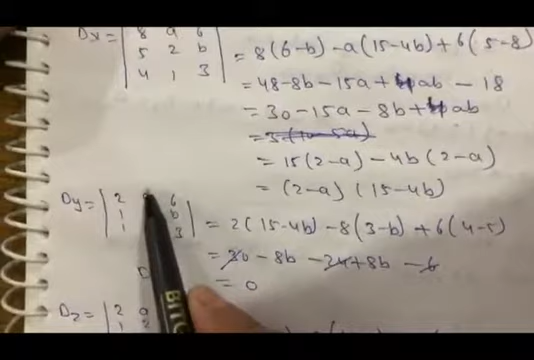 Dx = | 8 a 6 |
| 5 2 b | = 8(6-b) - a(15-4b) + 6(5-8)
| 4 1 3 | = 48-8b-15a+4ab-18
= 30-15a-8b+4ab
= 15(2-a)-4b(2-a)
= (2-a)(15-4b)
Dy = | 2 6 |
| 1 b | = 2(15-4b)-8(3-b)+6(4-5)
| 1 3 | = 30-8b-24+8b-6
D
= 0
Dz = | 2 a
1 2
BIT